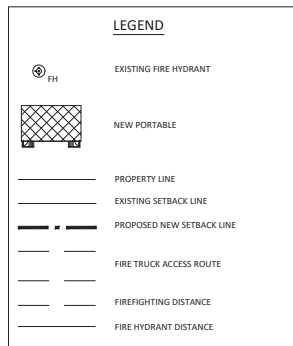 LEGEND
EXISTING FIRE HYDRANT
FH
NEW PORTABLE
PROPERTY LINE
EXISTING SETBACK LINE
PROPOSED NEW SETBACK LINE
FIRE TRUCK ACCESS ROUTE
FIREFIGHTING DISTANCE
FIRE HYDRANT DISTANCE